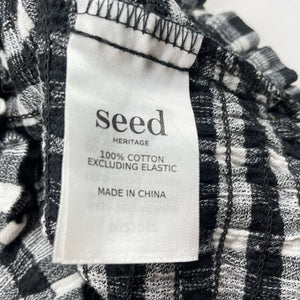 seed
HERITAGE
100% COTTON
EXCLUDING ELASTIC
MADE IN CHINA